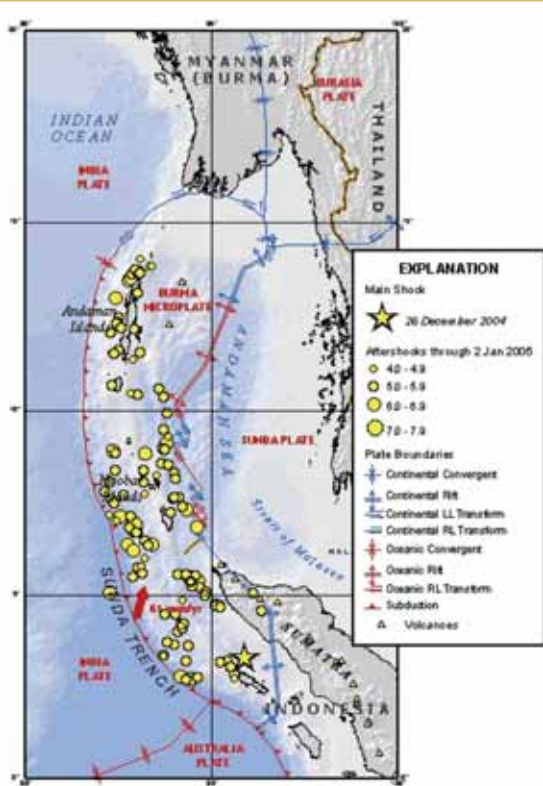 MYANMAR
(BURMA)
EURASIA
PLATE
THAILAND
INDIAN
OCEAN
INDIA
PLATE
BURMA
MICROPLATE
Andaman
Islands
ANDAMAN SEA
SUNDA PLATE
SUNDA TRENCH
SUMATRA
INDONESIA
INDIA
PLATE
AUSTRALIA
PLATE
EXPLANATION
Main Shock
26 December 2004
Aftershocks through 2 Jan 2005
4.0 - 4.9
5.0 - 5.9
6.0 - 6.9
7.0 - 7.9
Plate Boundaries
Continental Convergent
Continental Rift
Continental LL Transform
Continental RL Transform
Oceanic Convergent
Oceanic Rift
Oceanic RL Transform
Subduction
Volcanoes